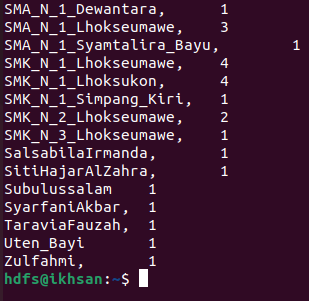 SMA_N_1_Dewantara, 1
SMA_N_1_Lhokseumawe, 3
SMA_N_1_Syamtalira_Bayu, 1
SMK_N_1_Lhokseumawe, 4
SMK_N_1_Lhoksukon, 4
SMK_N_1_Simpang_Kiri, 1
SMK_N_2_Lhokseumawe, 2
SMK_N_3_Lhokseumawe, 1
SalsabilaIrmanda, 1
SitiHajarAlZahra, 1
Subulussalam 1
SyarfaniAkbar, 1
TaraviaFauzah, 1
Uten_Bayi 1
Zulfahmi, 1
hdfs@ikhsan:~$